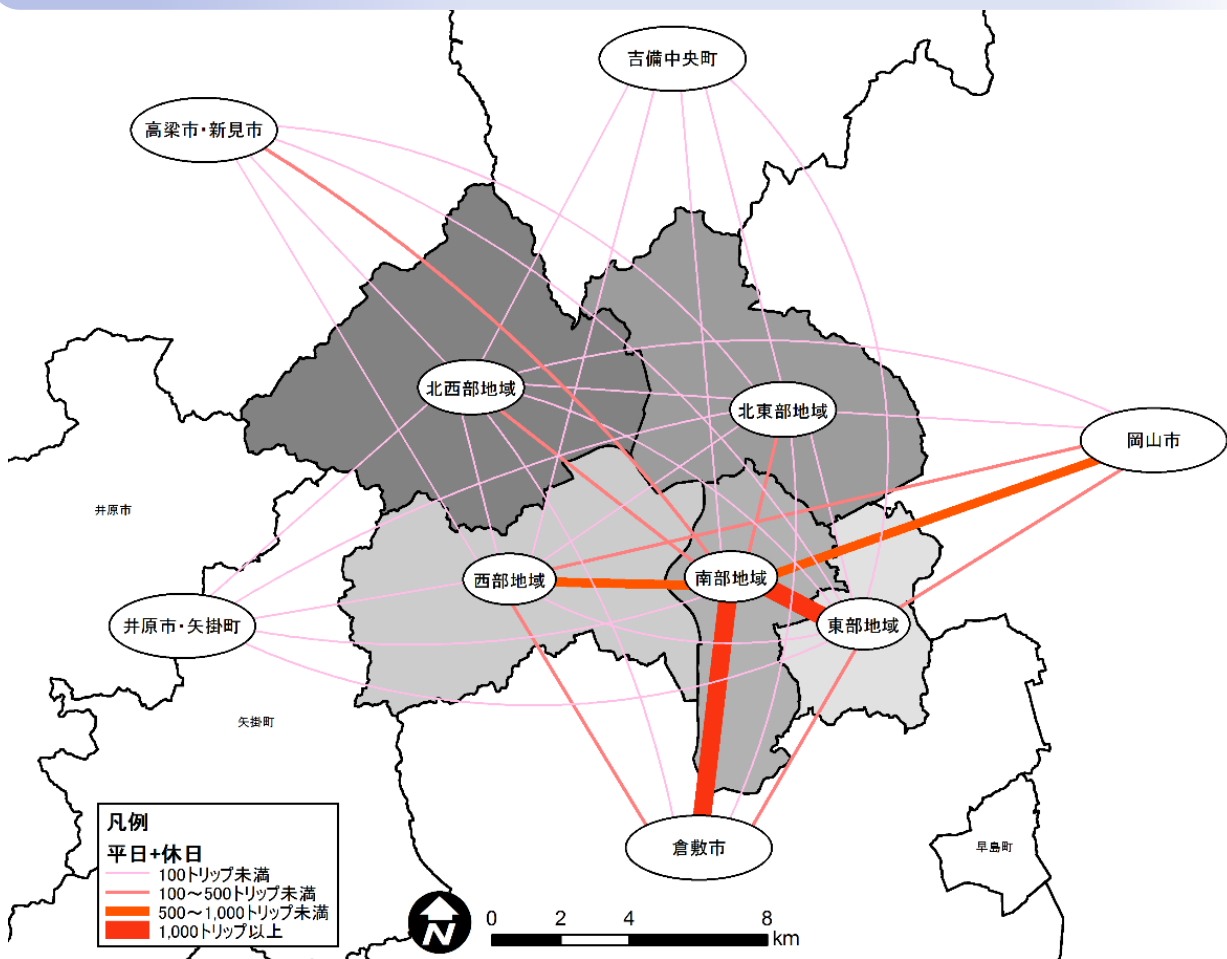 吉備中央町
高梁市・新見市
北西部地域
北東部地域
岡山市
井原市
西部地域
南部地域
井原市・矢掛町
東部地域
矢掛町
倉敷市
早島町
凡例
平日+休日
100トリップ未満
100～500トリップ未満
500～1,000トリップ未満
1,000トリップ以上
N
0 2 4 8
km